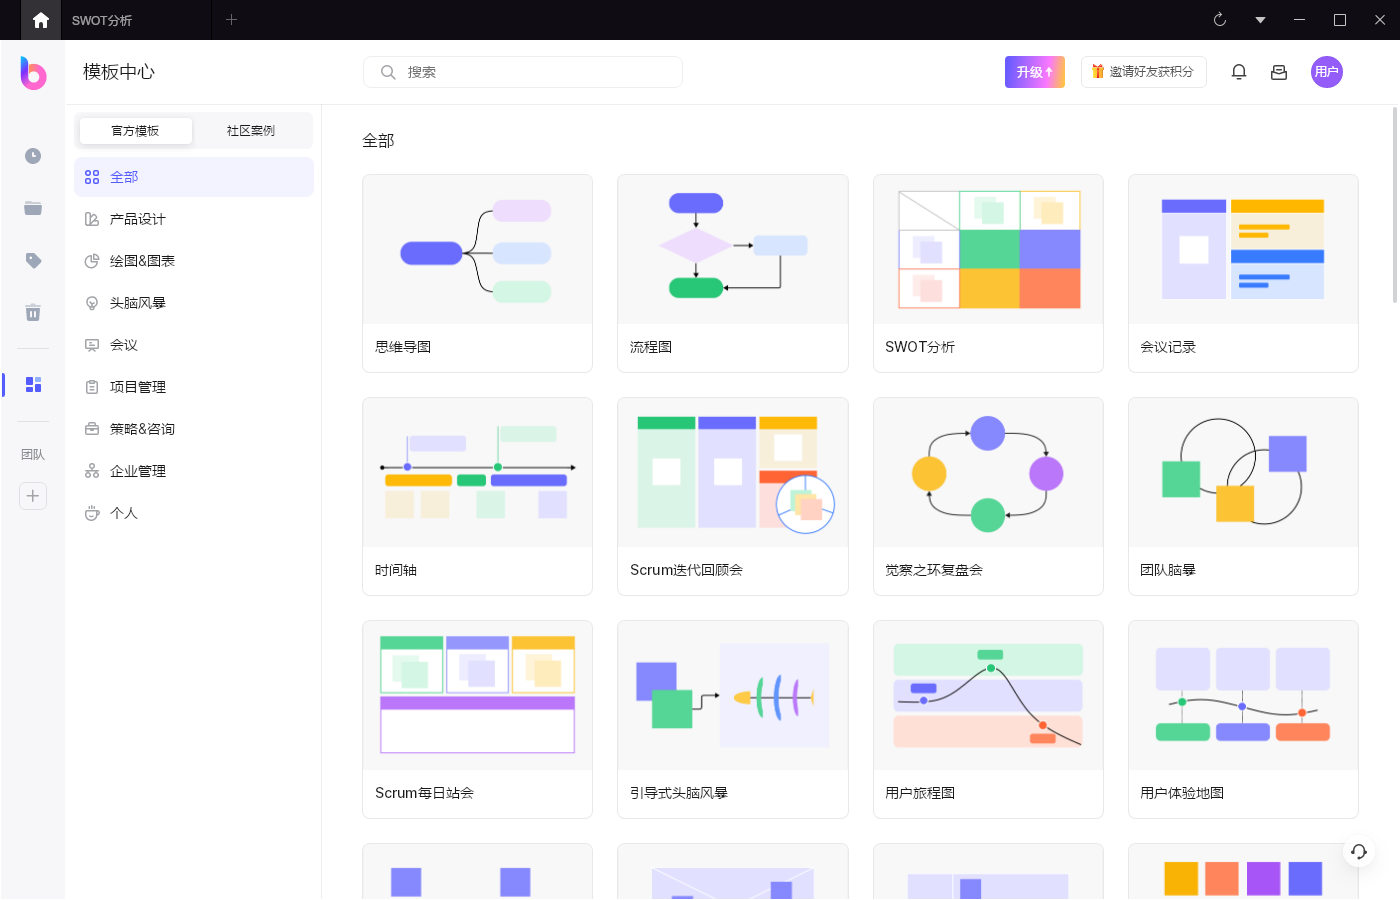 SWOT分析
模板中心
搜索
升级
邀请好友获积分
用户
官方模板
社区案例
全部
产品设计
绘图&图表
头脑风暴
会议
项目管理
策略&咨询
企业管理
个人
团队
全部
思维导图
流程图
SWOT分析
会议记录
时间轴
Scrum迭代回顾会
觉察之环复盘会
团队脑暴
Scrum每日站会
引导式头脑风暴
用户旅程图
用户体验地图